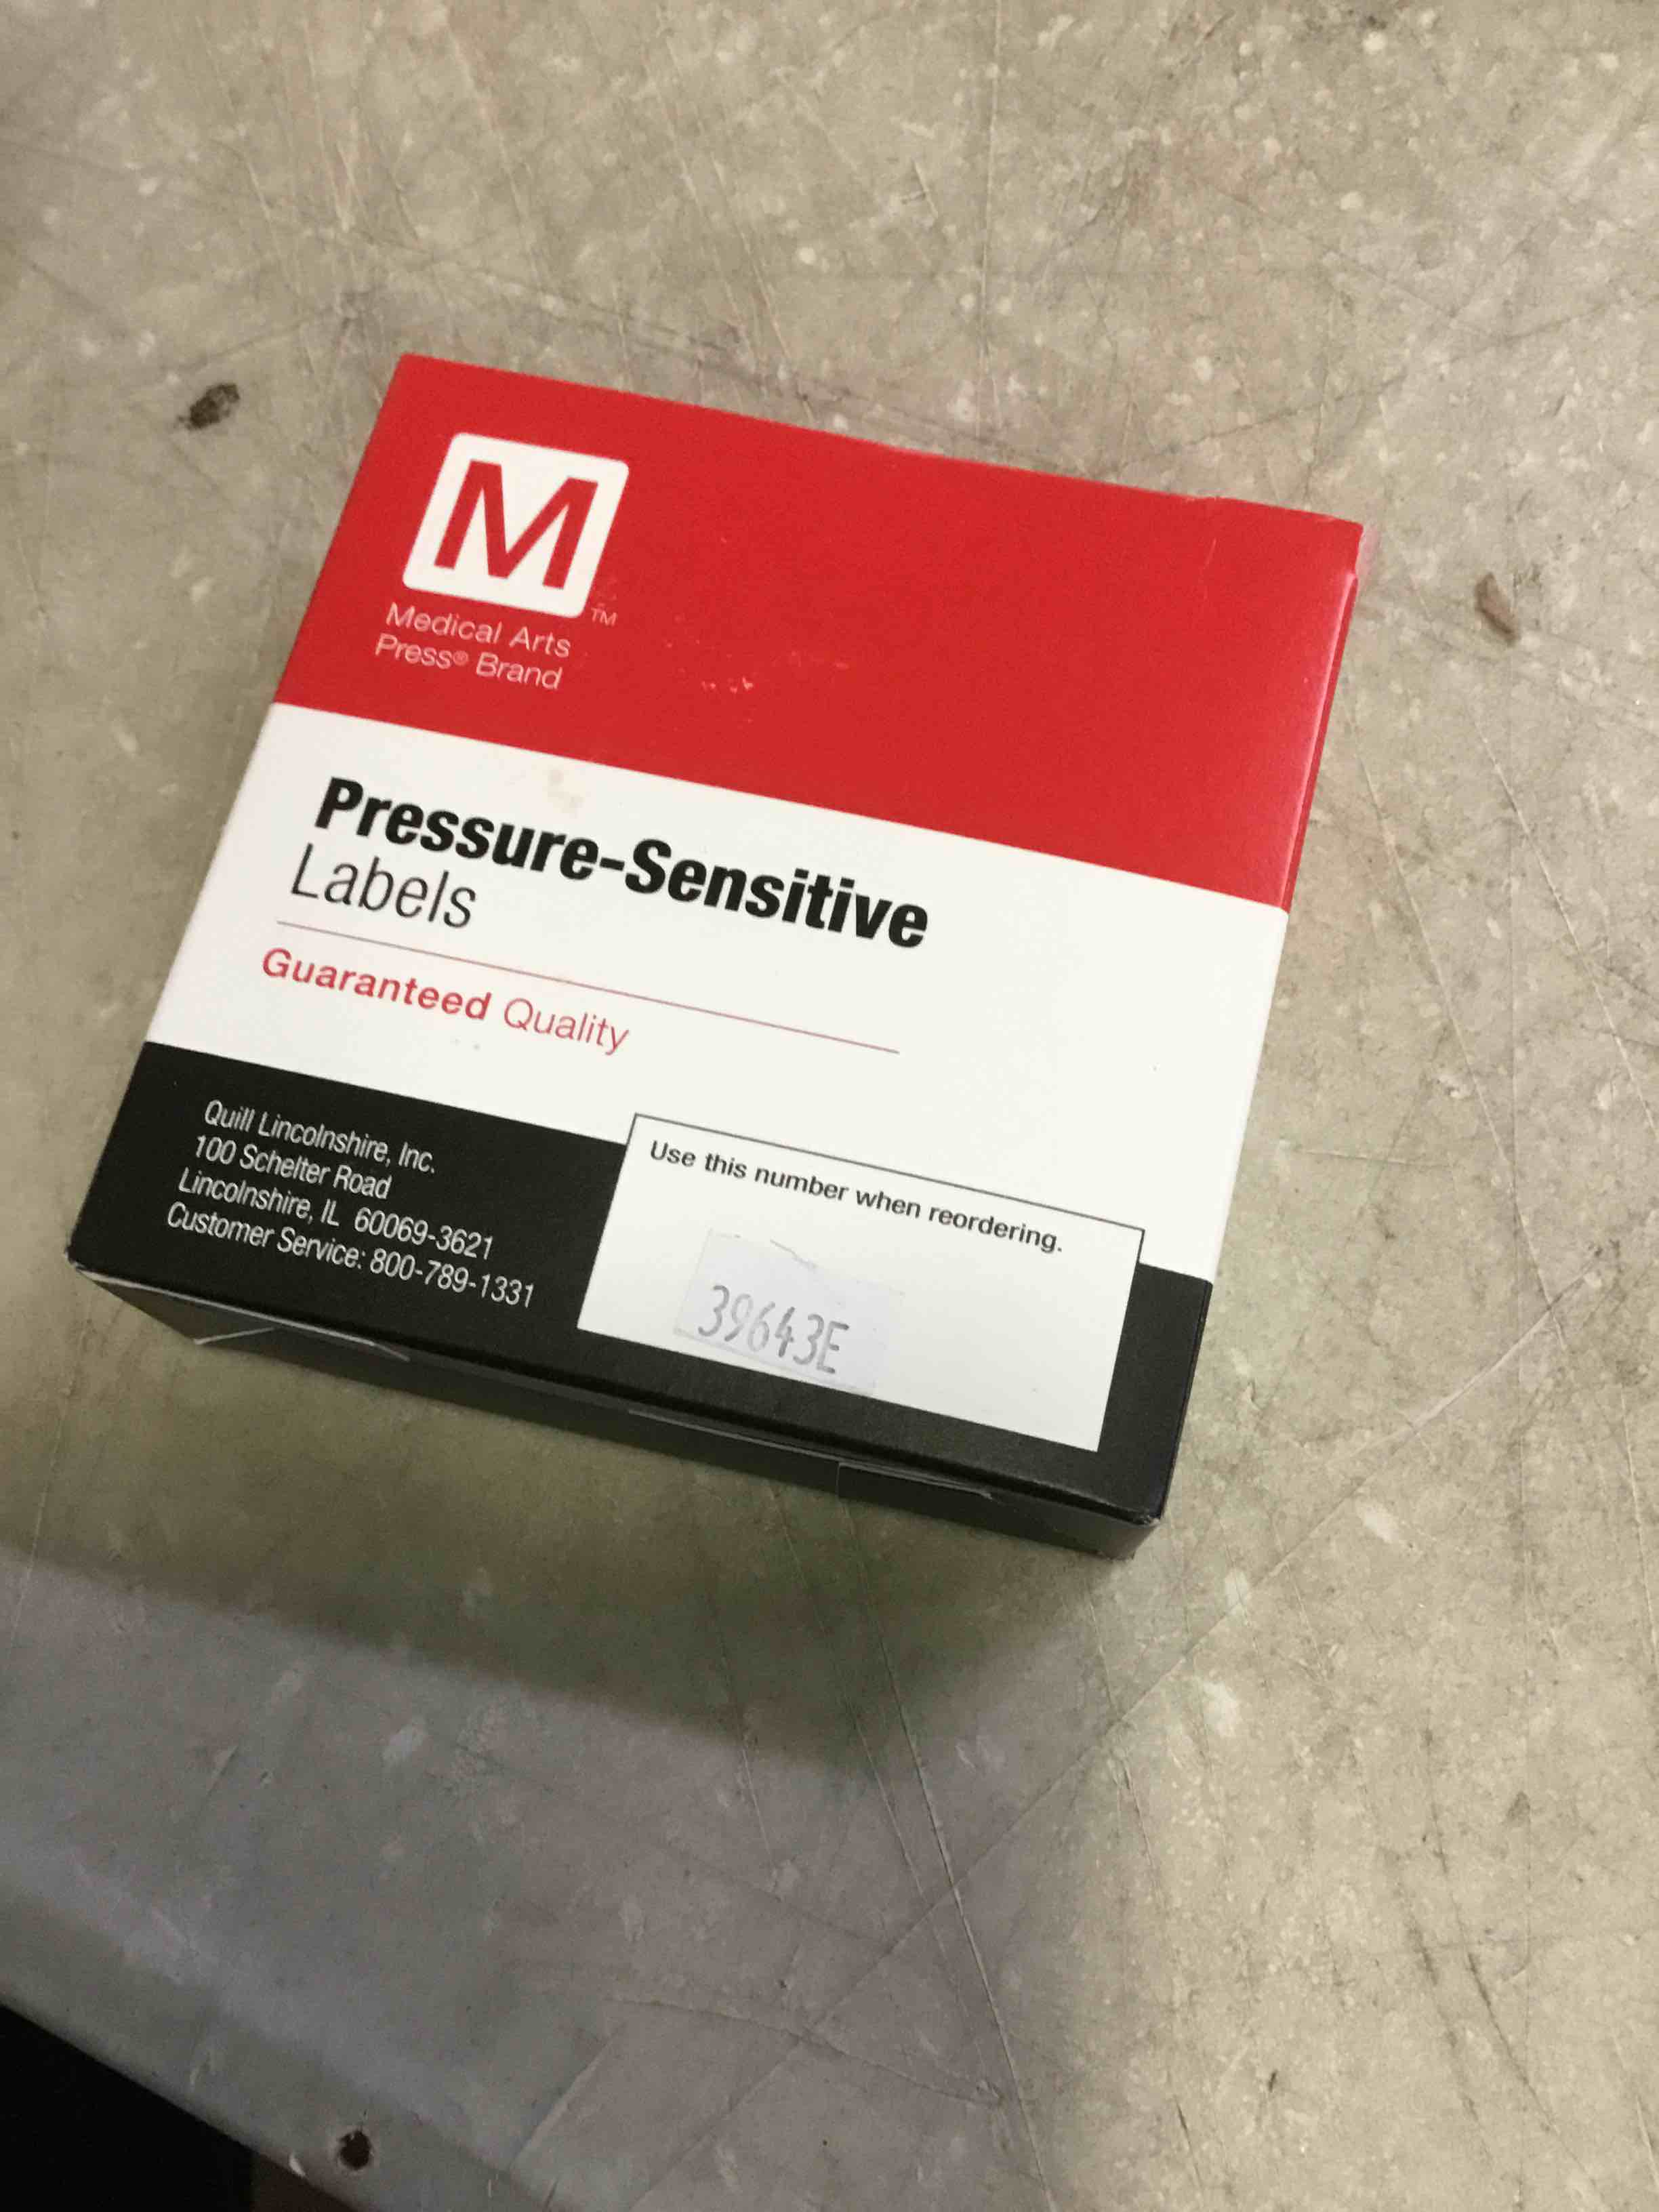 M
™
Medical Arts
Press® Brand
Pressure-Sensitive
Labels
Guaranteed Quality
Quill Lincolnshire, Inc.
100 Schelter Road
Lincolnshire, IL 60069-3621
Customer Service: 800-789-1331
Use this number when reordering.
39643E